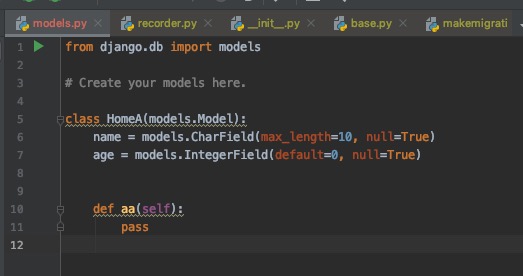 models.py recorder.py __init__.py base.py makemigrati
1 from django.db import models
2
3 # Create your models here.
4
5 class HomeA(models.Model):
6 name = models.CharField(max_length=10, null=True)
7 age = models.IntegerField(default=0, null=True)
8
9
10 def aa(self):
11 pass
12